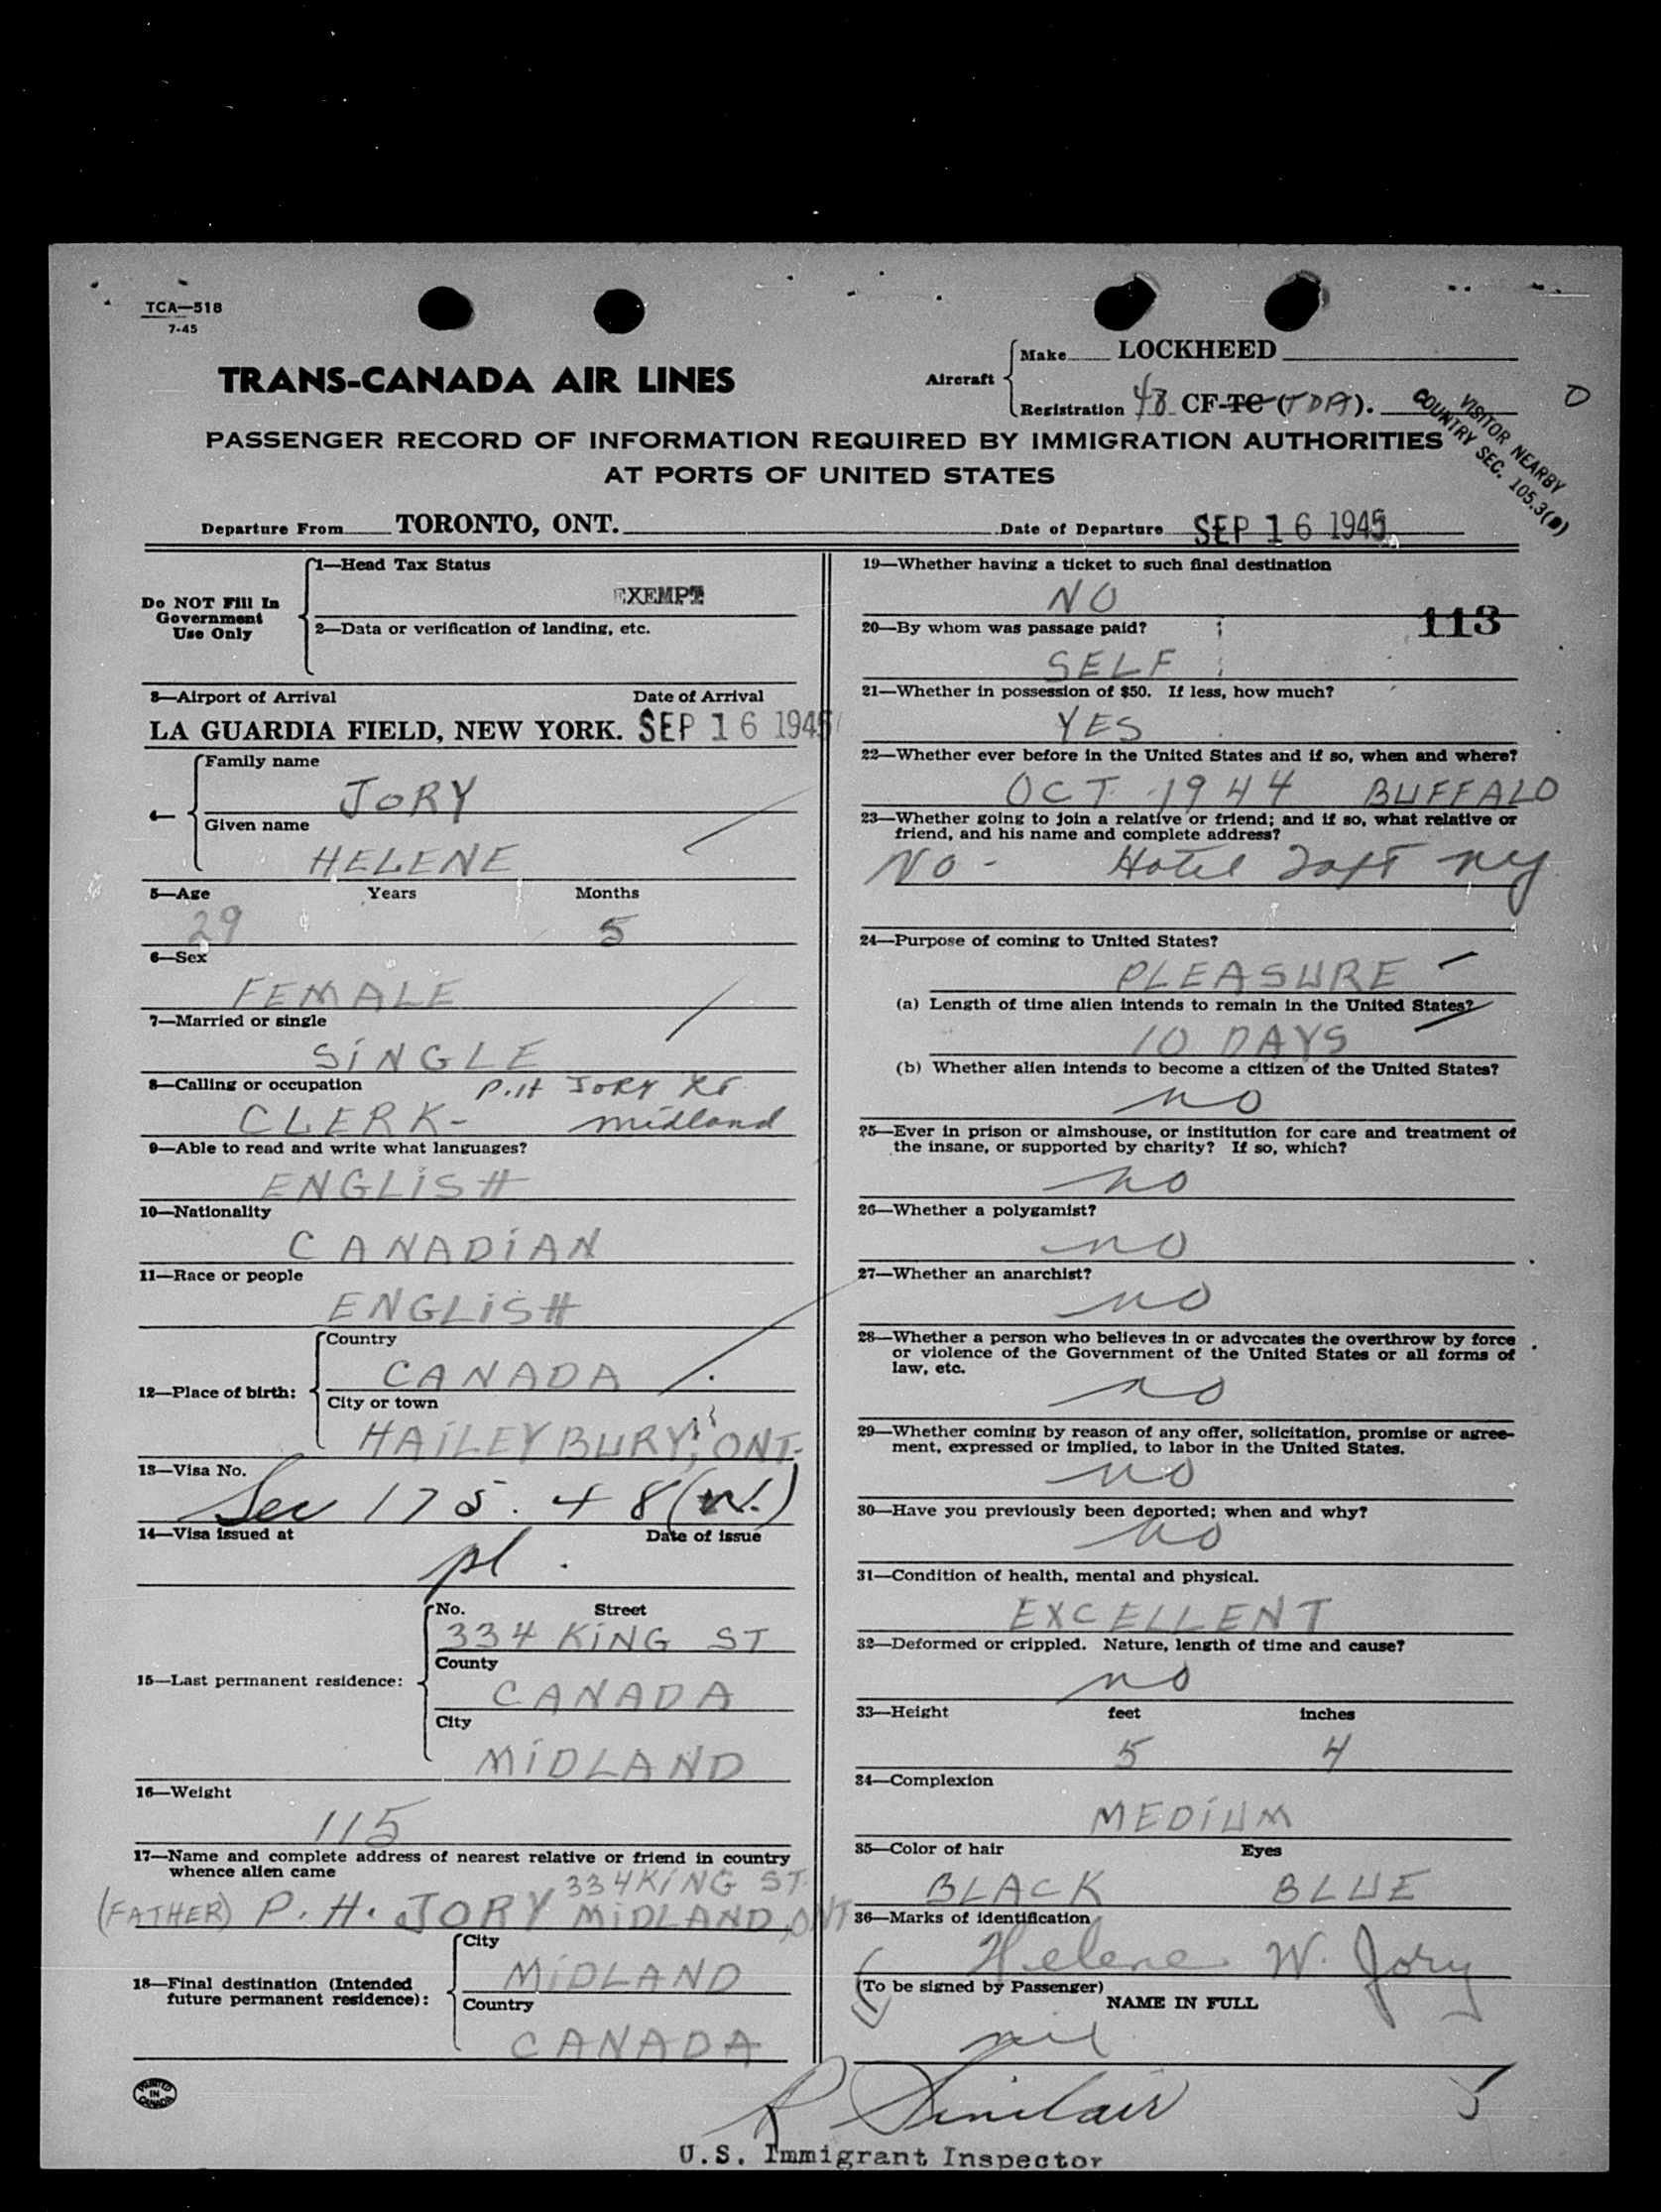 TCA—518
7-45
TRANS-CANADA AIR LINES
Aircraft
Make LOCKHEED
Registration 48 CF-TC (TDA).
VISITOR NEARBY
COUNTRY SEC. 105.3(a)
PASSENGER RECORD OF INFORMATION REQUIRED BY IMMIGRATION AUTHORITIES
AT PORTS OF UNITED STATES
Departure From TORONTO, ONT. Date of Departure SEP 16 1945
Do NOT Fill In
Government
Use Only
1—Head Tax Status
EXEMPT
2—Data or verification of landing, etc.
3—Airport of Arrival Date of Arrival
LA GUARDIA FIELD, NEW YORK. SEP 16 1945
4—
Family name
JORY
Given name
HELENE
5—Age Years Months
29 5
6—Sex
FEMALE
7—Married or single
SINGLE
8—Calling or occupation P.H JORY
CLERK- midland
9—Able to read and write what languages?
ENGLISH
10—Nationality
CANADIAN
11—Race or people
ENGLISH
12—Place of birth:
Country
CANADA
City or town
HAILEYBURY, ONT.
13—Visa No.
Sec 175.48(W.)
14—Visa issued at Date of issue
pl.
15—Last permanent residence:
No. Street
334 KING ST
County
CANADA
City
MIDLAND
16—Weight
115
17—Name and complete address of nearest relative or friend in country
whence alien came
334 KING ST.
(FATHER) P. H. JORY MIDLAND, ONT
18—Final destination (Intended
future permanent residence):
City
MIDLAND
Country
CANADA
PRINTED
IN
CANADA
19—Whether having a ticket to such final destination
NO
113
20—By whom was passage paid?
SELF
21—Whether in possession of $50. If less, how much?
YES
22—Whether ever before in the United States and if so, when and where?
OCT. 1944 BUFFALO
23—Whether going to join a relative or friend; and if so, what relative or
friend, and his name and complete address?
NO - Hotel Taft ny
24—Purpose of coming to United States?
PLEASURE
(a) Length of time alien intends to remain in the United States?
10 DAYS
(b) Whether alien intends to become a citizen of the United States?
no
25—Ever in prison or almshouse, or institution for care and treatment of
the insane, or supported by charity? If so, which?
no
26—Whether a polygamist?
no
27—Whether an anarchist?
no
28—Whether a person who believes in or advocates the overthrow by force
or violence of the Government of the United States or all forms of
law, etc.
no
29—Whether coming by reason of any offer, solicitation, promise or agree-
ment, expressed or implied, to labor in the United States.
no
30—Have you previously been deported; when and why?
no
31—Condition of health, mental and physical.
EXCELLENT
32—Deformed or crippled. Nature, length of time and cause?
no
33—Height feet inches
5 4
34—Complexion
MEDIUM
35—Color of hair Eyes
BLACK BLUE
36—Marks of identification
Helene W. Jory
(To be signed by Passenger)
NAME IN FULL
nil
R Sinclair
U.S. Immigrant Inspector